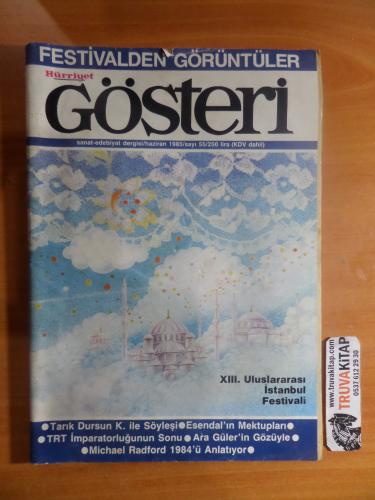 FESTİVALDEN GÖRÜNTÜLER
Hürriyet
GÖSTERİ
sanat-edebiyat dergisi/haziran 1985/sayı 55/250 lira (KDV dahil)
XIII. Uluslararası
İstanbul
Festivali
●Tarık Dursun K. ile Söyleşi●Esendal'ın Mektupları●
●TRT İmparatorluğunun Sonu●Ara Güler'in Gözüyle●
●Michael Radford 1984'ü Anlatıyor●
www.truvakitap.com
TRUVAKİTAP
0537 612 29 30